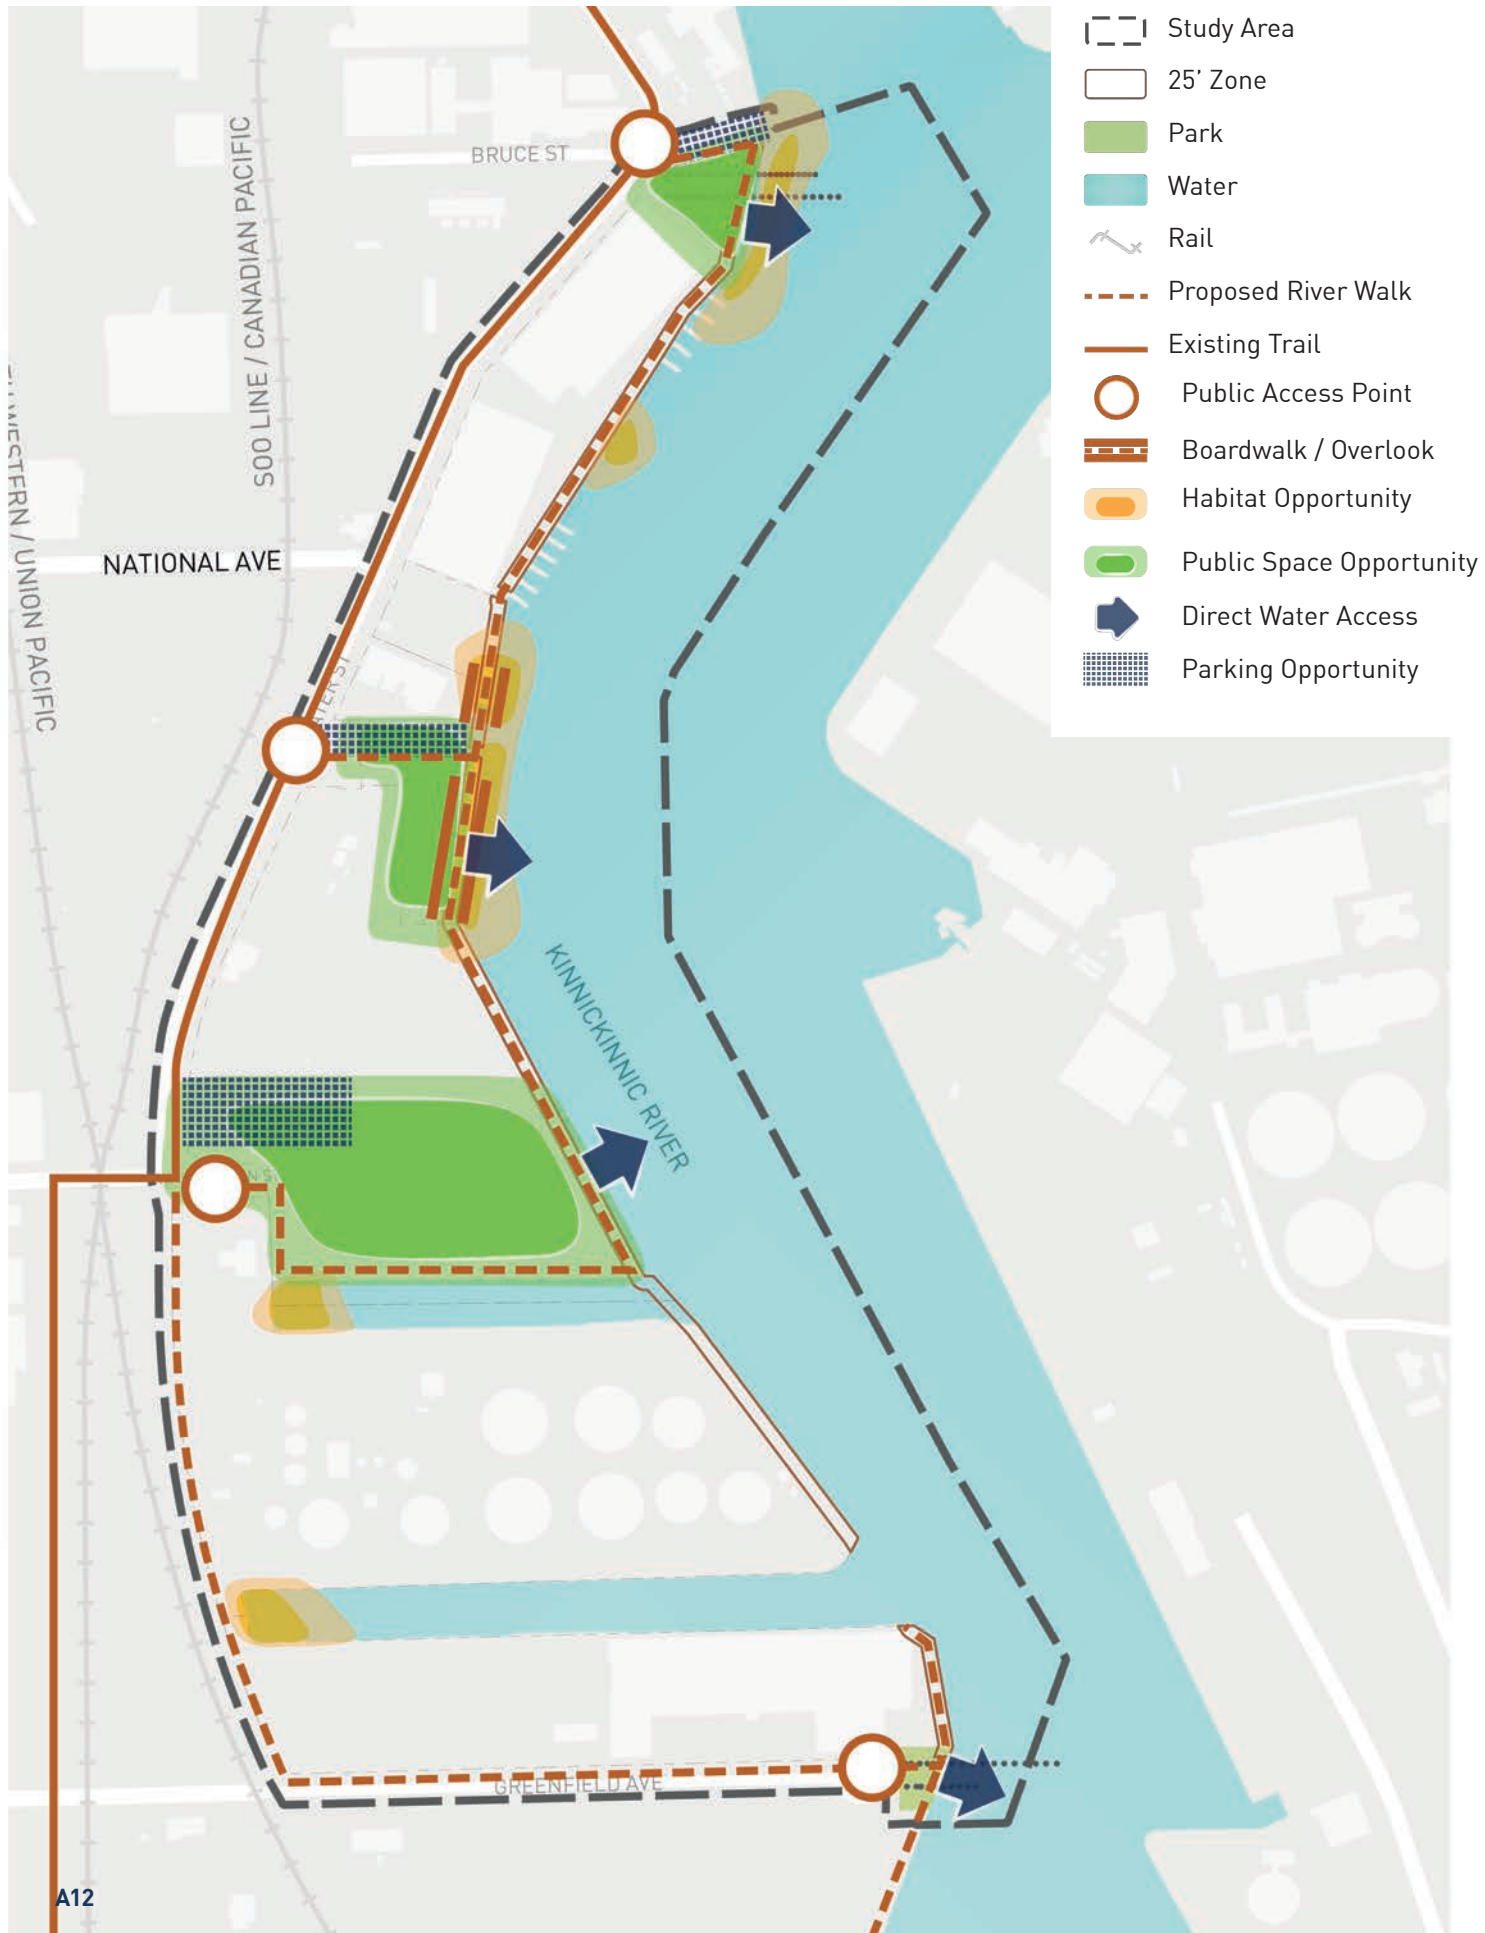 Study Area
25’ Zone
Park
Water
Rail
Proposed River Walk
Existing Trail
Public Access Point
Boardwalk / Overlook
Habitat Opportunity
Public Space Opportunity
Direct Water Access
Parking Opportunity
BRUCE ST
SOO LINE / CANADIAN PACIFIC
/ UNION PACIFIC
NATIONAL AVE
KINNICKINNIC RIVER
GREENFIELD AVE
A12